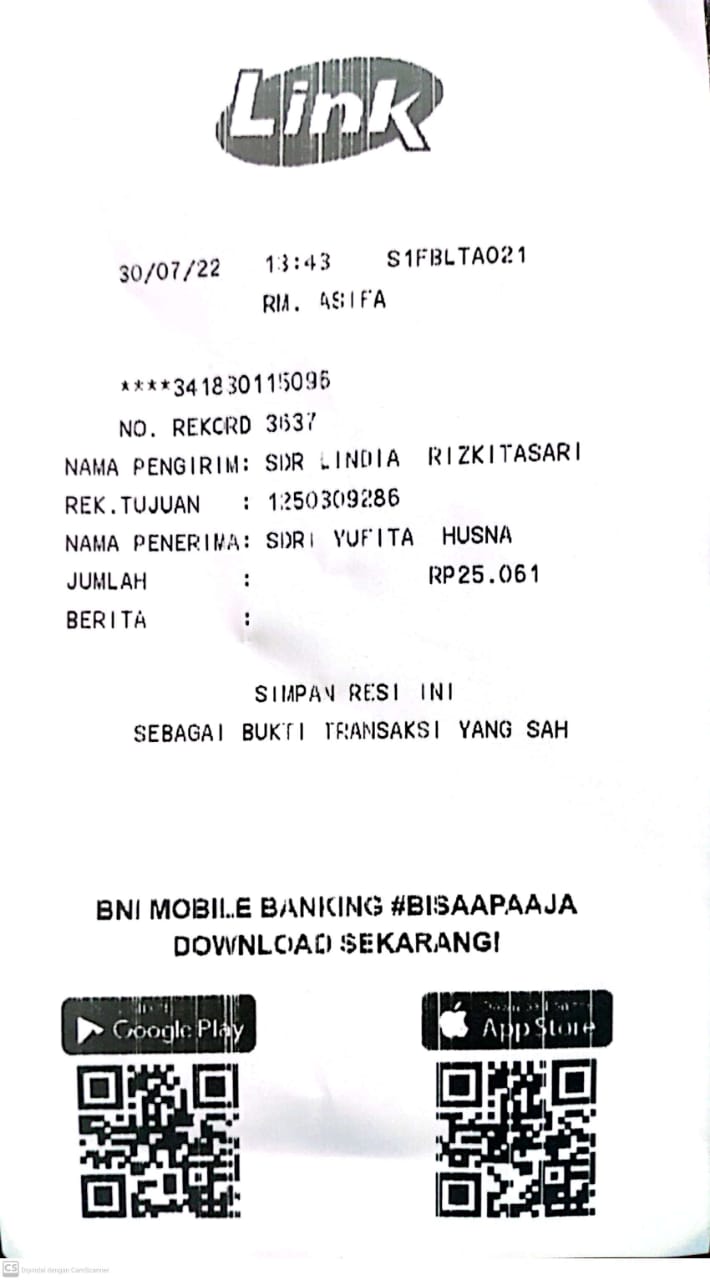 Link
30/07/22 13:43 S1FBLTA021
RM. ASIFA
****341830115096
NO. REKORD 3637
NAMA PENGIRIM: SDR LINDIA RIZKITASARI
REK.TUJUAN : 1250309286
NAMA PENERIMA: SDRI YUFITA HUSNA
JUMLAH : RP25.061
BERITA :
SIMPAN RESI INI
SEBAGAI BUKTI TRANSAKSI YANG SAH
BNI MOBILE BANKING #BISAAPAAJA
DOWNLOAD SEKARANG!
Google Play
App Store
CS Dipindai dengan CamScanner